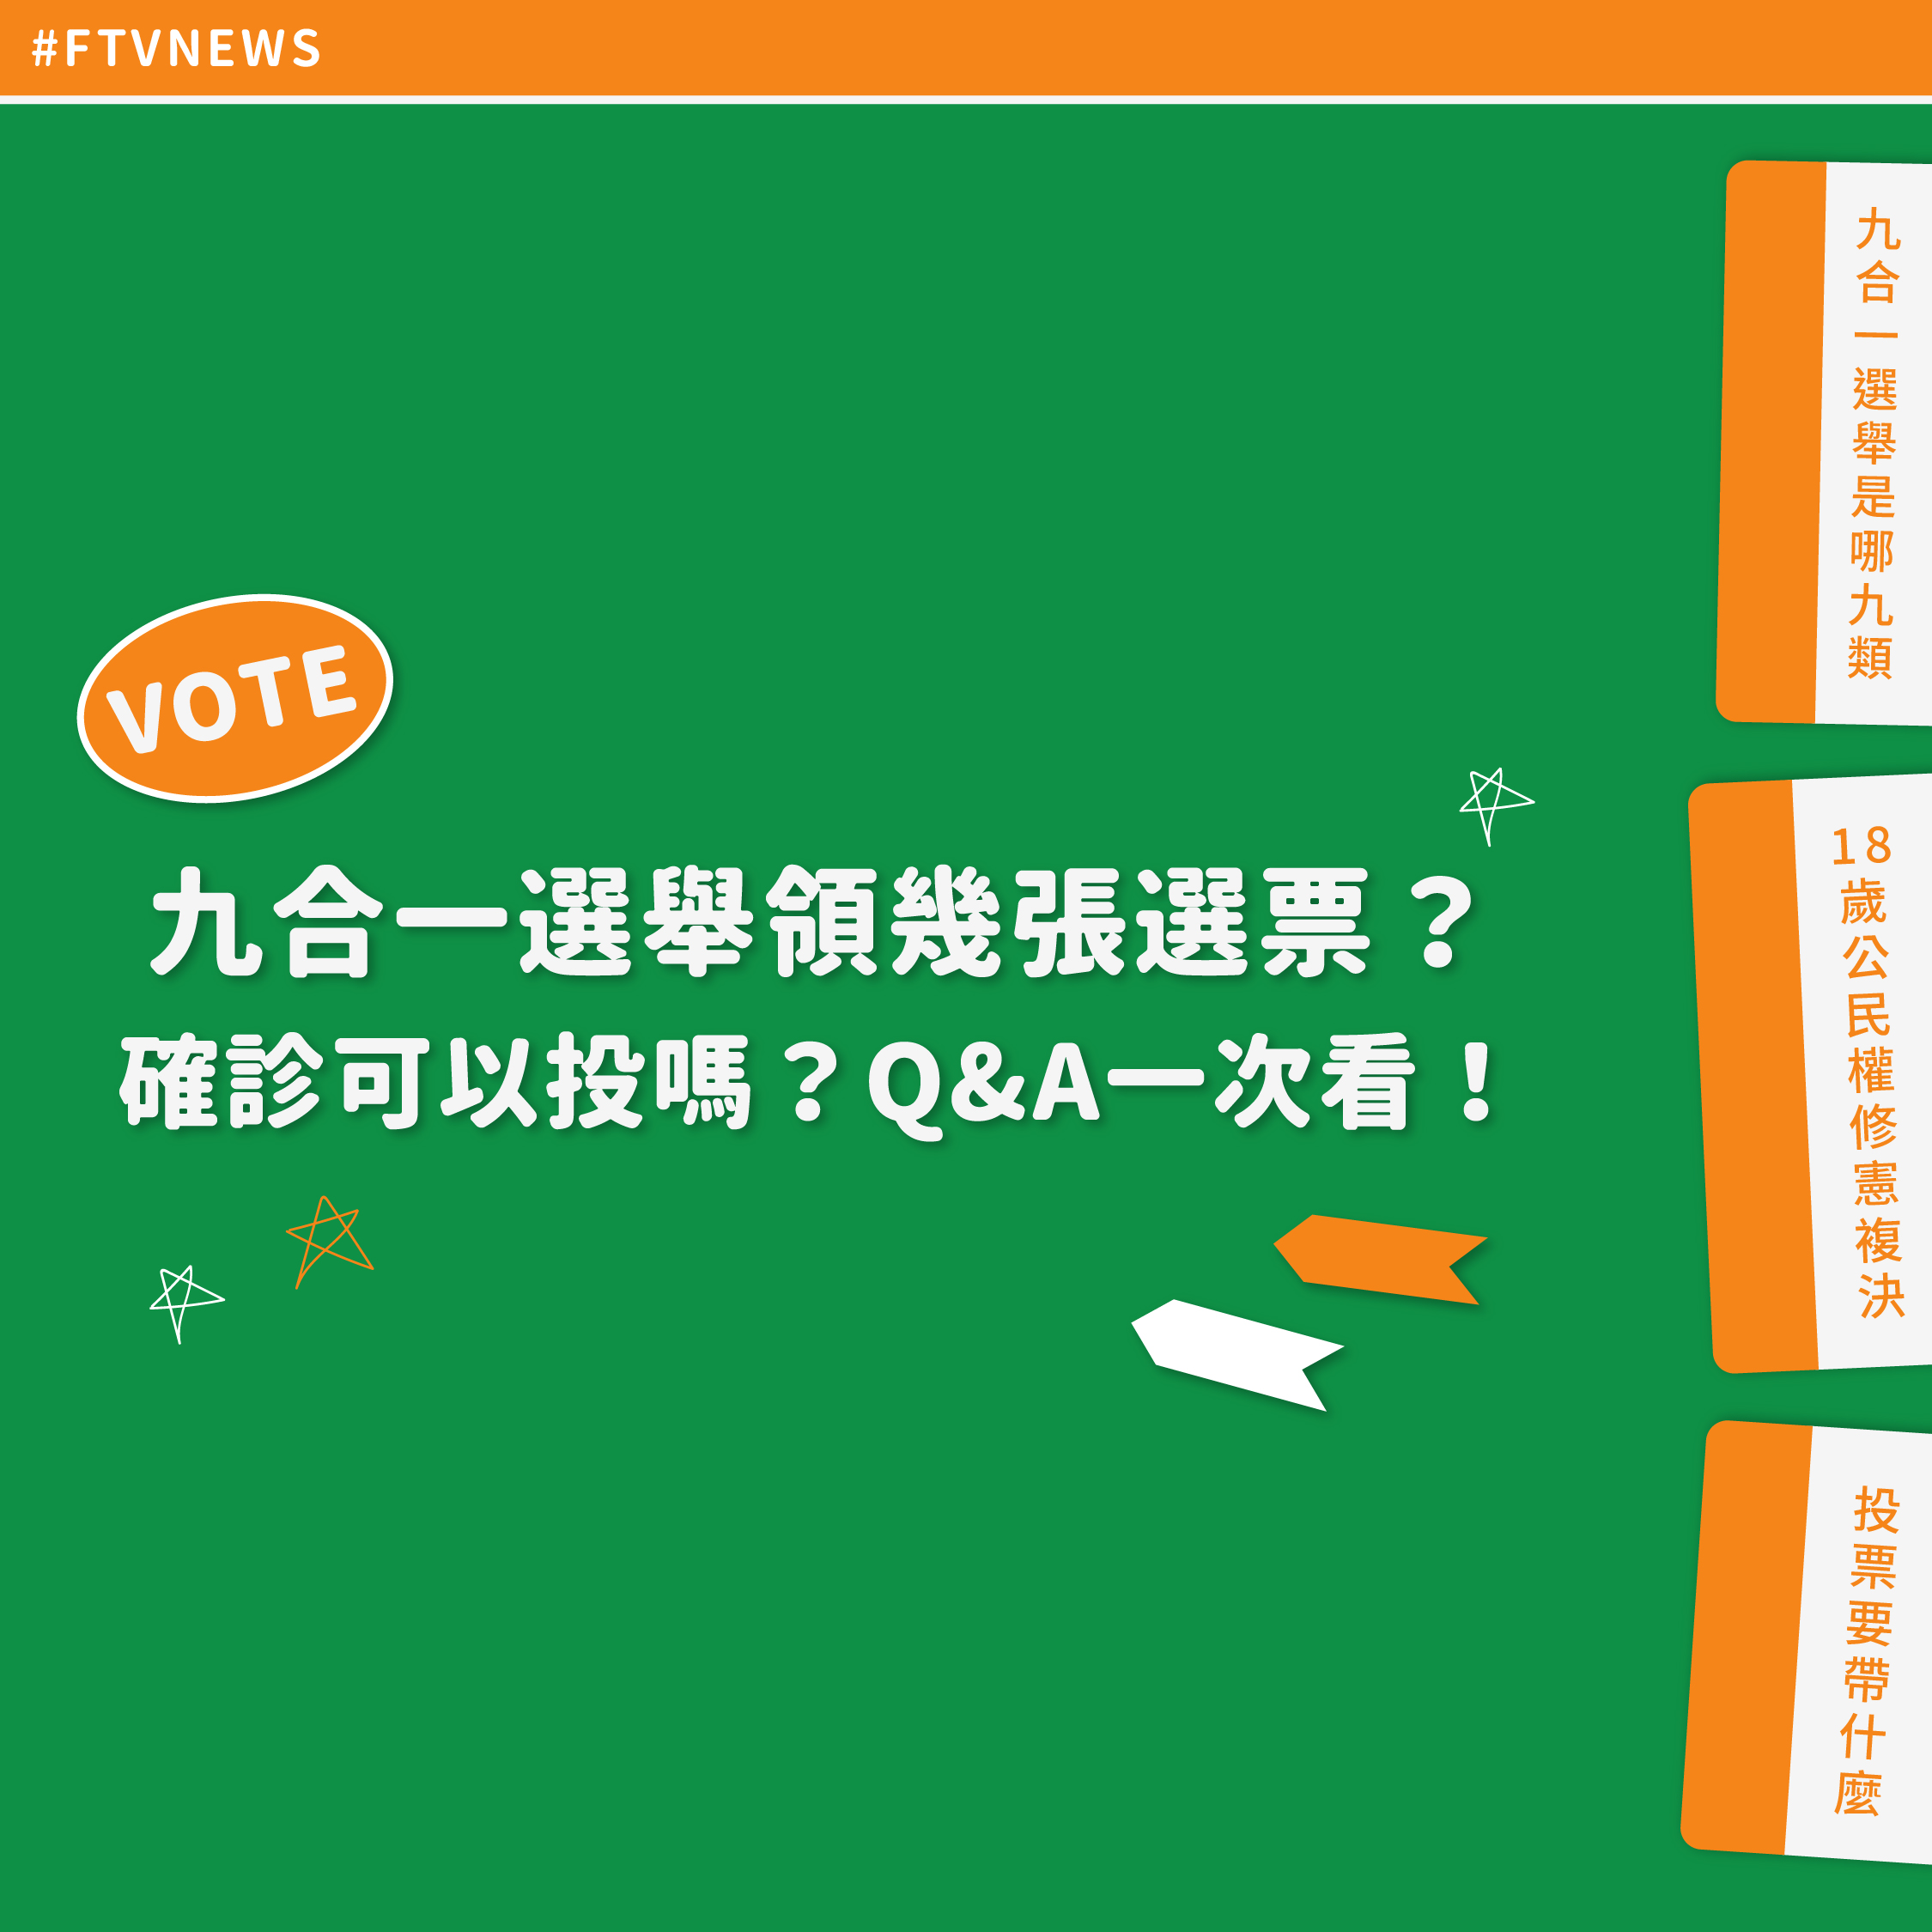 #FTVNEWS
VOTE
九合一選舉領幾張選票？
確診可以投嗎？Q&A一次看！
九合一選舉是哪九類
18歲公民權修憲複決
投票要帶什麼